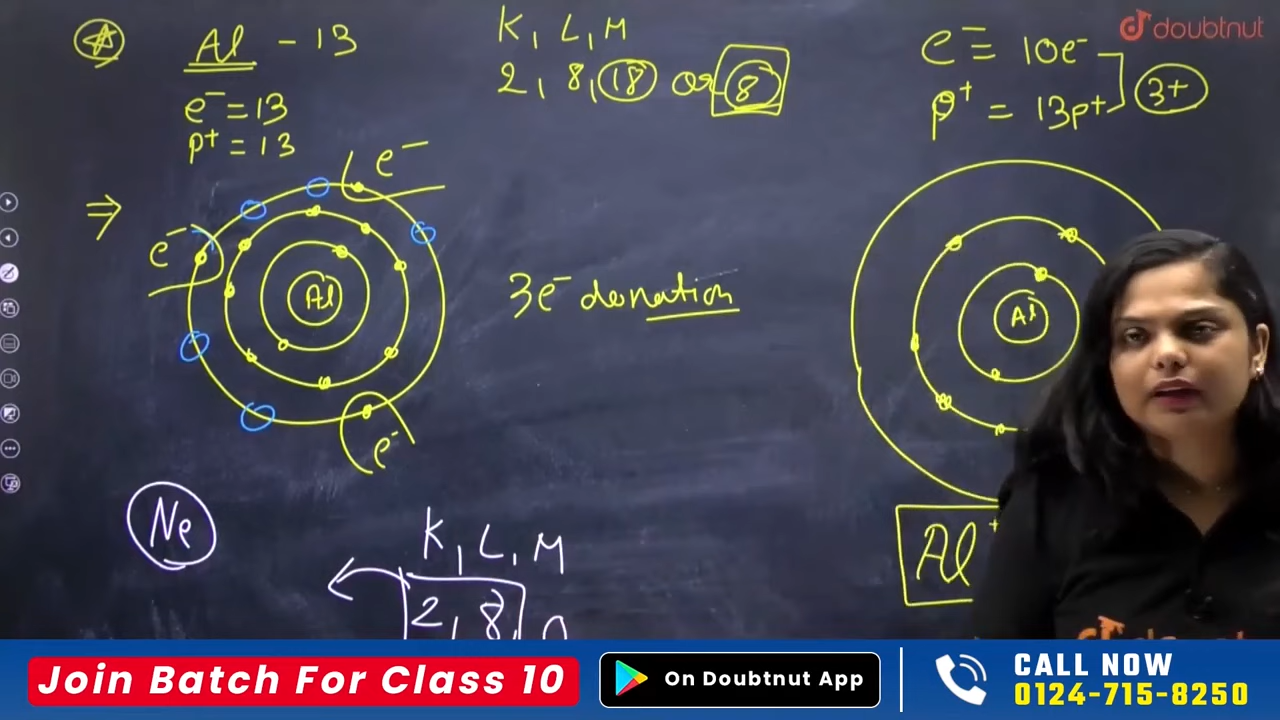 Al - 13
e⁻ = 13
p⁺ = 13
K, L, M
2, 8, 18 or 8
e⁻ = 10e⁻
p⁺ = 13p+
3+
doubtnut
⇒
e⁻
e⁻
e⁻
Al
3e⁻ donation
Al
Ne
K, L, M
2, 8,
Al⁺
Join Batch For Class 10
On Doubtnut App
CALL NOW
0124-715-8250